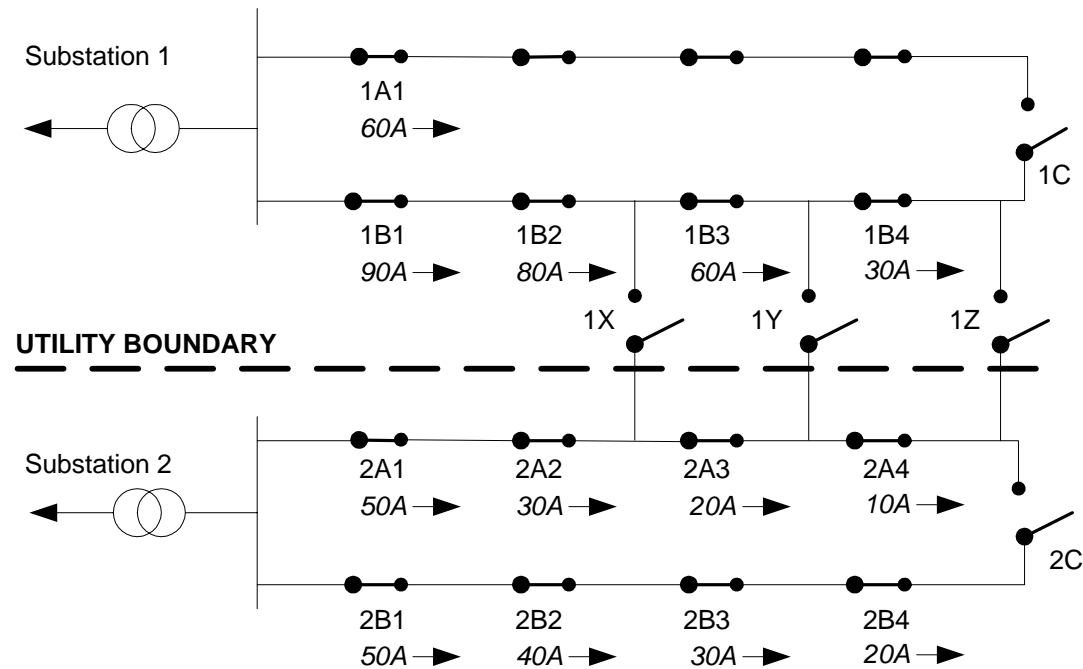 Substation 1
1A1
60A
1C
1B1 1B2 1B3 1B4
90A 80A 60A 30A
1X 1Y 1Z
UTILITY BOUNDARY
Substation 2
2A1 2A2 2A3 2A4
50A 30A 20A 10A
2C
2B1 2B2 2B3 2B4
50A 40A 30A 20A